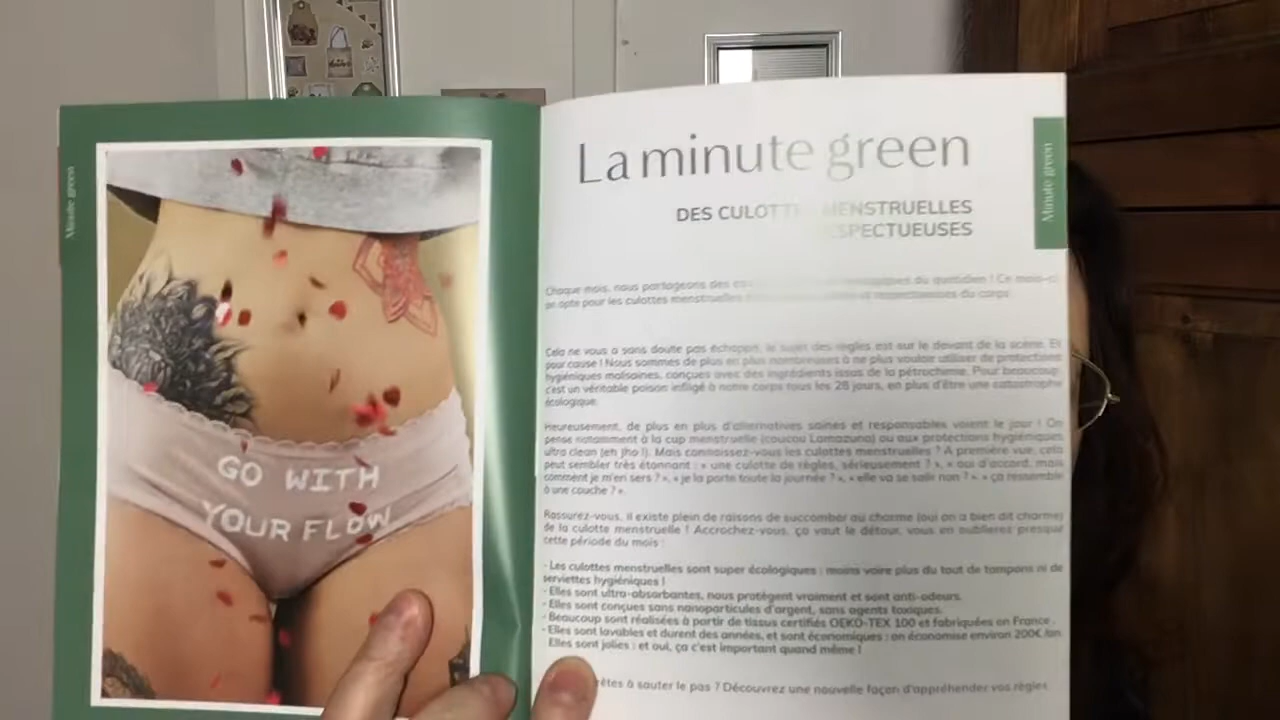 Minute green
GO WITH
YOUR FLOW
La minute green
DES CULOTT MENSTRUELLES
SPECTUEUSES
Minute green
Chaque mois, nous partageons des du quotidien ! Ce mois-ci
on opte pour les culottes menstruelles et respectueuses du corps
Cela ne vous a sans doute pas échappé, le sujet des règles est sur le devant de la scène. Et
pour cause ! Nous sommes de plus en plus nombreuses à ne plus vouloir utiliser de protections
hygiéniques malsaines, conçues avec des ingrédients issus de la pétrochimie. Pour beaucoup
c'est un véritable poison infligé à notre corps tous les 28 jours, en plus d'être une catastrophe
écologique.
Heureusement, de plus en plus d'alternatives saines et responsables voient le jour ! On
pense notamment à la cup menstruelle (coucou Lamazuna) ou aux protections hygiéniques
ultra clean (eh Jho !). Mais connaissez-vous les culottes menstruelles ? A première vue, cela
peut sembler très étonnant : « une culotte de règles, sérieusement ? », « oui d'accord, mais
comment je m'en sers ? », « je la porte toute la journée ? », « elle va se salir non ? », « ça ressemble
à une couche ? ».
Rassurez-vous, il existe plein de raisons de succomber au charme (oui on a bien dit charme)
de la culotte menstruelle ! Accrochez-vous, ça vaut le détour, vous en oublierez presque
cette période du mois :
- Les culottes menstruelles sont super écologiques : moins voire plus du tout de tampons ni de
serviettes hygiéniques !
- Elles sont ultra-absorbantes, nous protègent vraiment et sont anti-odeurs.
- Elles sont conçues sans nanoparticules d'argent, sans agents toxiques.
- Beaucoup sont réalisées à partir de tissus certifiés OEKO-TEX 100 et fabriquées en France.
- Elles sont lavables et durent des années, et sont économiques : on économise environ 200€ /an
Elles sont jolies : et oui, ça c'est important quand même !
rêtes à sauter le pas ? Découvrez une nouvelle façon d'appréhender vos règles